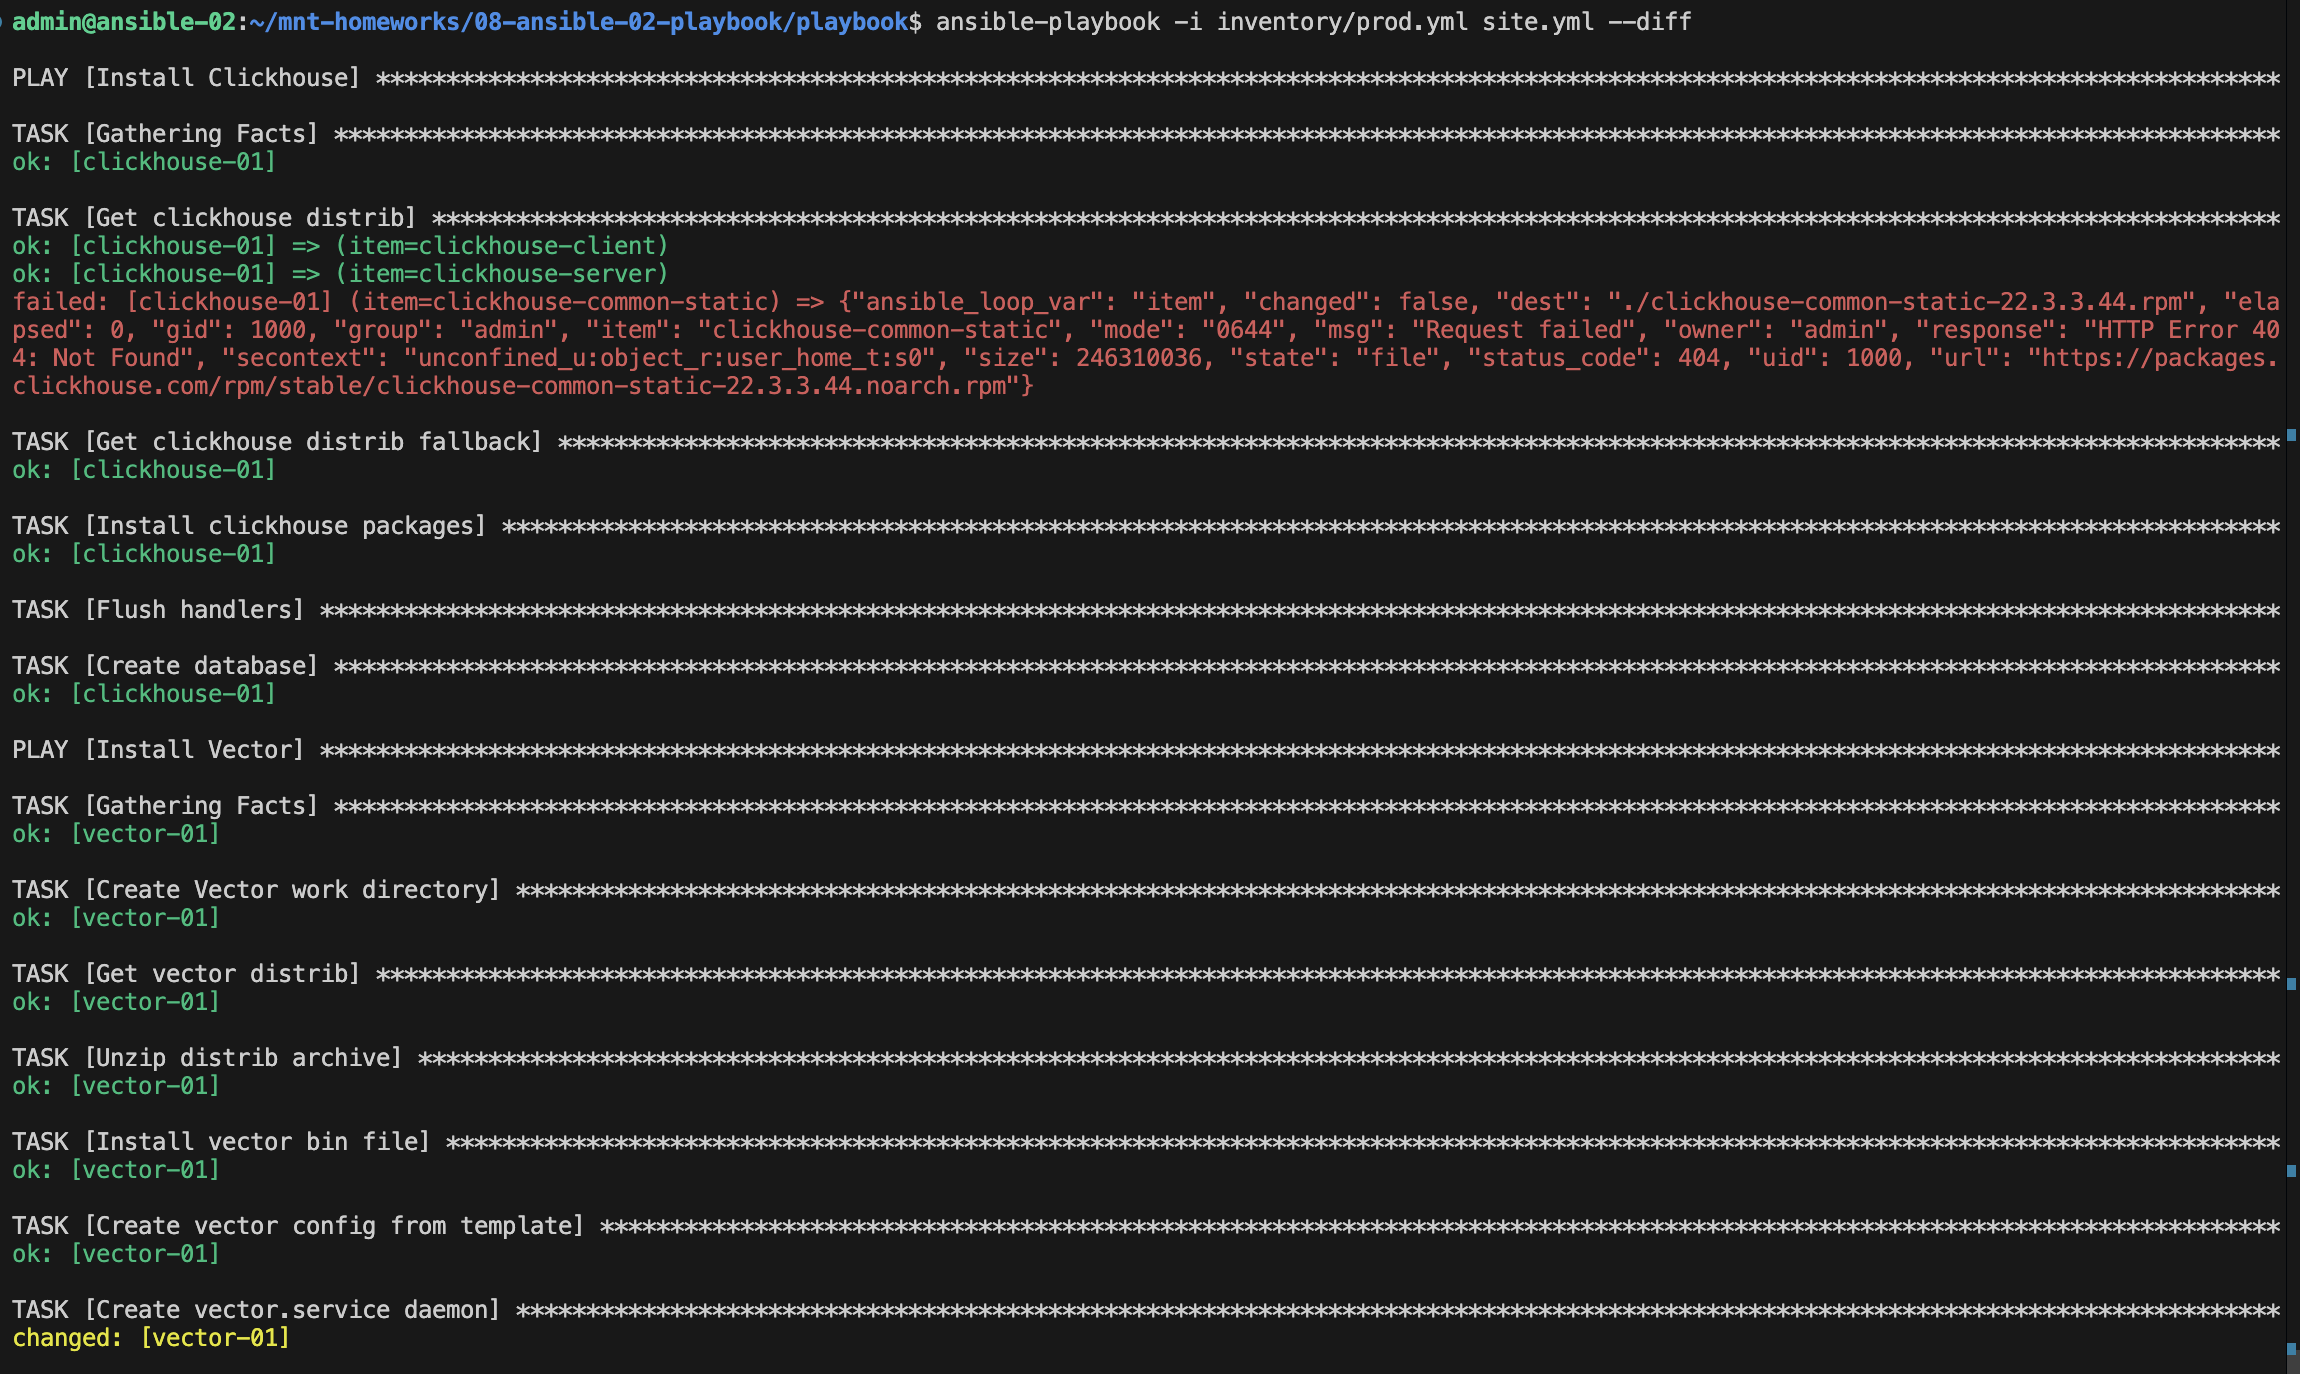 admin@ansible-02:~/mnt-homeworks/08-ansible-02-playbook/playbook$ ansible-playbook -i inventory/prod.yml site.yml --diff
PLAY [Install Clickhouse] ***************************************************************************************************************************************
TASK [Gathering Facts] ******************************************************************************************************************************************
ok: [clickhouse-01]
TASK [Get clickhouse distrib] ***********************************************************************************************************************************
ok: [clickhouse-01] => (item=clickhouse-client)
ok: [clickhouse-01] => (item=clickhouse-server)
failed: [clickhouse-01] (item=clickhouse-common-static) => {"ansible_loop_var": "item", "changed": false, "dest": "./clickhouse-common-static-22.3.3.44.rpm", "ela
psed": 0, "gid": 1000, "group": "admin", "item": "clickhouse-common-static", "mode": "0644", "msg": "Request failed", "owner": "admin", "response": "HTTP Error 40
4: Not Found", "secontext": "unconfined_u:object_r:user_home_t:s0", "size": 246310036, "state": "file", "status_code": 404, "uid": 1000, "url": "https://packages.
clickhouse.com/rpm/stable/clickhouse-common-static-22.3.3.44.noarch.rpm"}
TASK [Get clickhouse distrib fallback] **************************************************************************************************************************
ok: [clickhouse-01]
TASK [Install clickhouse packages] ******************************************************************************************************************************
ok: [clickhouse-01]
TASK [Flush handlers] *******************************************************************************************************************************************
TASK [Create database] ******************************************************************************************************************************************
ok: [clickhouse-01]
PLAY [Install Vector] *******************************************************************************************************************************************
TASK [Gathering Facts] ******************************************************************************************************************************************
ok: [vector-01]
TASK [Create Vector work directory] *****************************************************************************************************************************
ok: [vector-01]
TASK [Get vector distrib] ***************************************************************************************************************************************
ok: [vector-01]
TASK [Unzip distrib archive] ************************************************************************************************************************************
ok: [vector-01]
TASK [Install vector bin file] **********************************************************************************************************************************
ok: [vector-01]
TASK [Create vector config from template] ***********************************************************************************************************************
ok: [vector-01]
TASK [Create vector.service daemon] *****************************************************************************************************************************
changed: [vector-01]